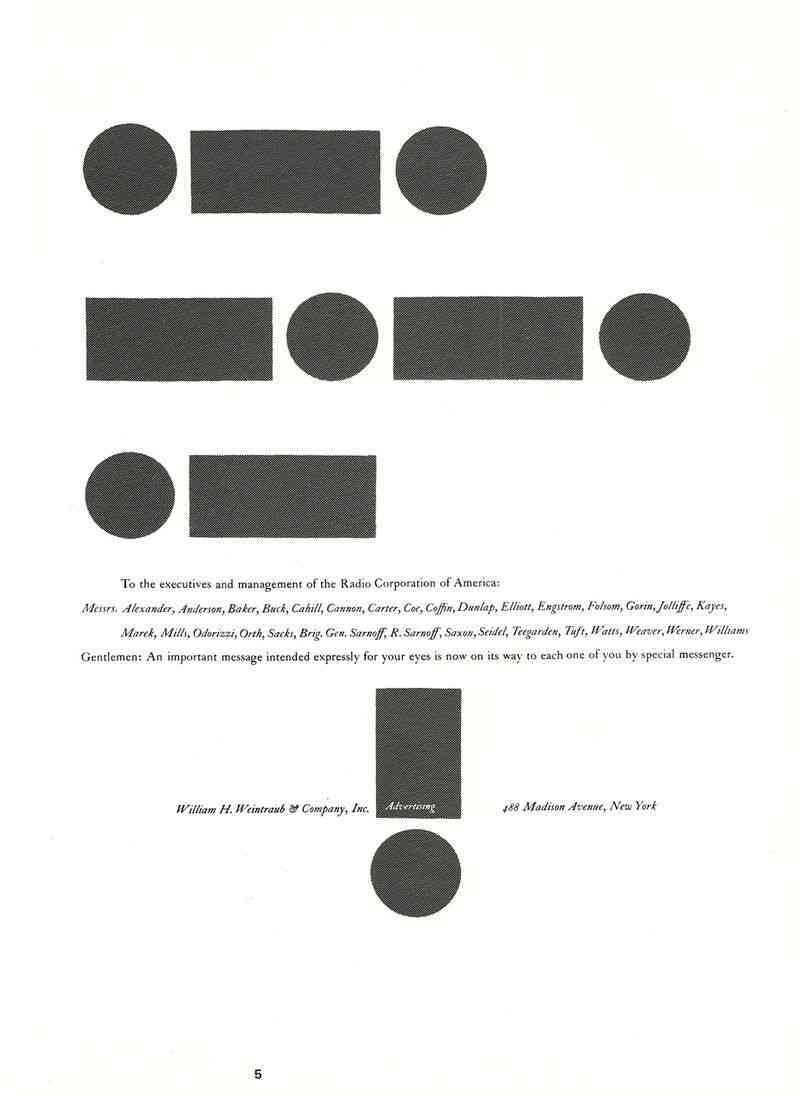 To the executives and management of the Radio Corporation of America:
Messrs. Alexander, Anderson, Baker, Buck, Cahill, Cannon, Carter, Coe, Coffin, Dunlap, Elliott, Engstrom, Folsom, Gorin, Jolliffe, Kayes,
Marek, Mills, Odorizzi, Orth, Sacks, Brig. Gen. Sarnoff, R. Sarnoff, Saxon, Seidel, Teegarden, Tuft, Watts, Weaver, Werner, Williams
Gentlemen: An important message intended expressly for your eyes is now on its way to each one of you by special messenger.
William H. Weintraub & Company, Inc. Advertising 488 Madison Avenue, New York
5